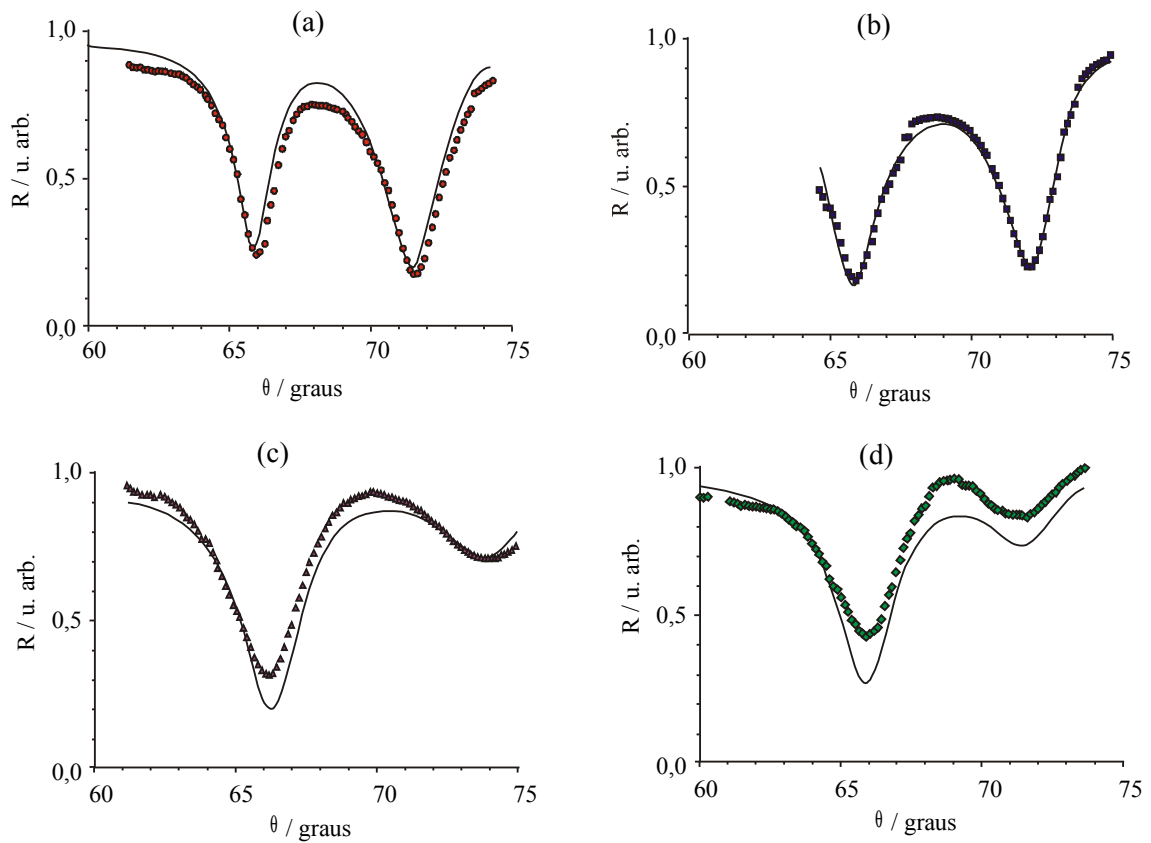 (a)
1,0
0,5
0,0
R / u. arb.
60 65 70 75
θ / graus
(b)
1,0
0,5
0,0
R / u. arb.
60 65 70 75
θ / graus
(c)
1,0
0,5
0,0
R / u. arb.
60 65 70 75
θ / graus
(d)
1,0
0,5
0,0
R / u. arb.
60 65 70 75
θ / graus